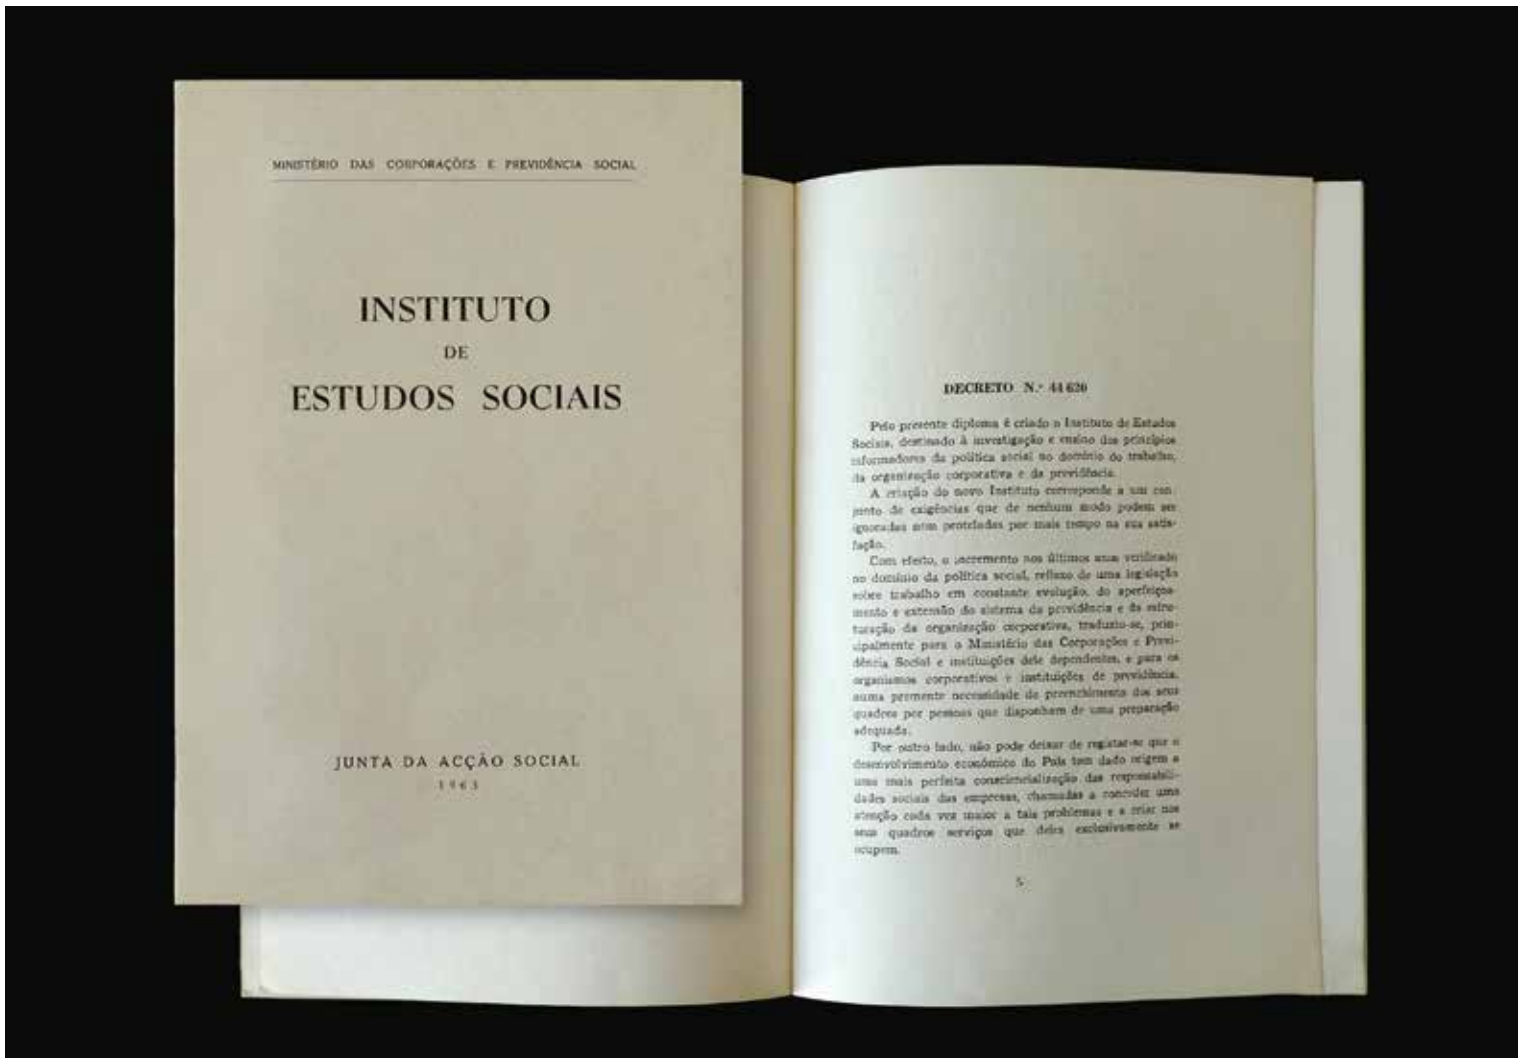 MINISTÉRIO DAS CORPORAÇÕES E PREVIDÊNCIA SOCIAL
INSTITUTO
DE
ESTUDOS SOCIAIS
JUNTA DA ACÇÃO SOCIAL
1963
DECRETO N.º 44 620
Pelo presente diploma é criado o Instituto de Estudos
Sociais, destinado à investigação e ensino dos princípios
informadores da política social no domínio do trabalho,
da organização corporativa e da previdência.
A criação do novo Instituto corresponde a um con-
junto de exigências que de nenhum modo podem ser
ignoradas nem proteladas por mais tempo na sua satis-
fação.
Com efeito, o incremento nos últimos anos verificado
no domínio da política social, reflexo de uma legislação
sobre trabalho em constante evolução, do aperfeiçoa-
mento e extensão do sistema da previdência e da estru-
turação da organização corporativa, traduziu-se, prin-
cipalmente para o Ministério das Corporações e Previ-
dência Social e instituições dele dependentes, e para os
organismos corporativos e instituições de previdência,
numa premente necessidade de preenchimento dos seus
quadros por pessoas que disponham de uma preparação
adequada.
Por outro lado, não pode deixar de registar-se que o
desenvolvimento económico do País tem dado origem a
uma mais perfeita consciencialização das responsabili-
dades sociais das empresas, chamadas a conceder uma
atenção cada vez maior a tais problemas e a criar nos
seus quadros serviços que deles exclusivamente se
ocupem.
5